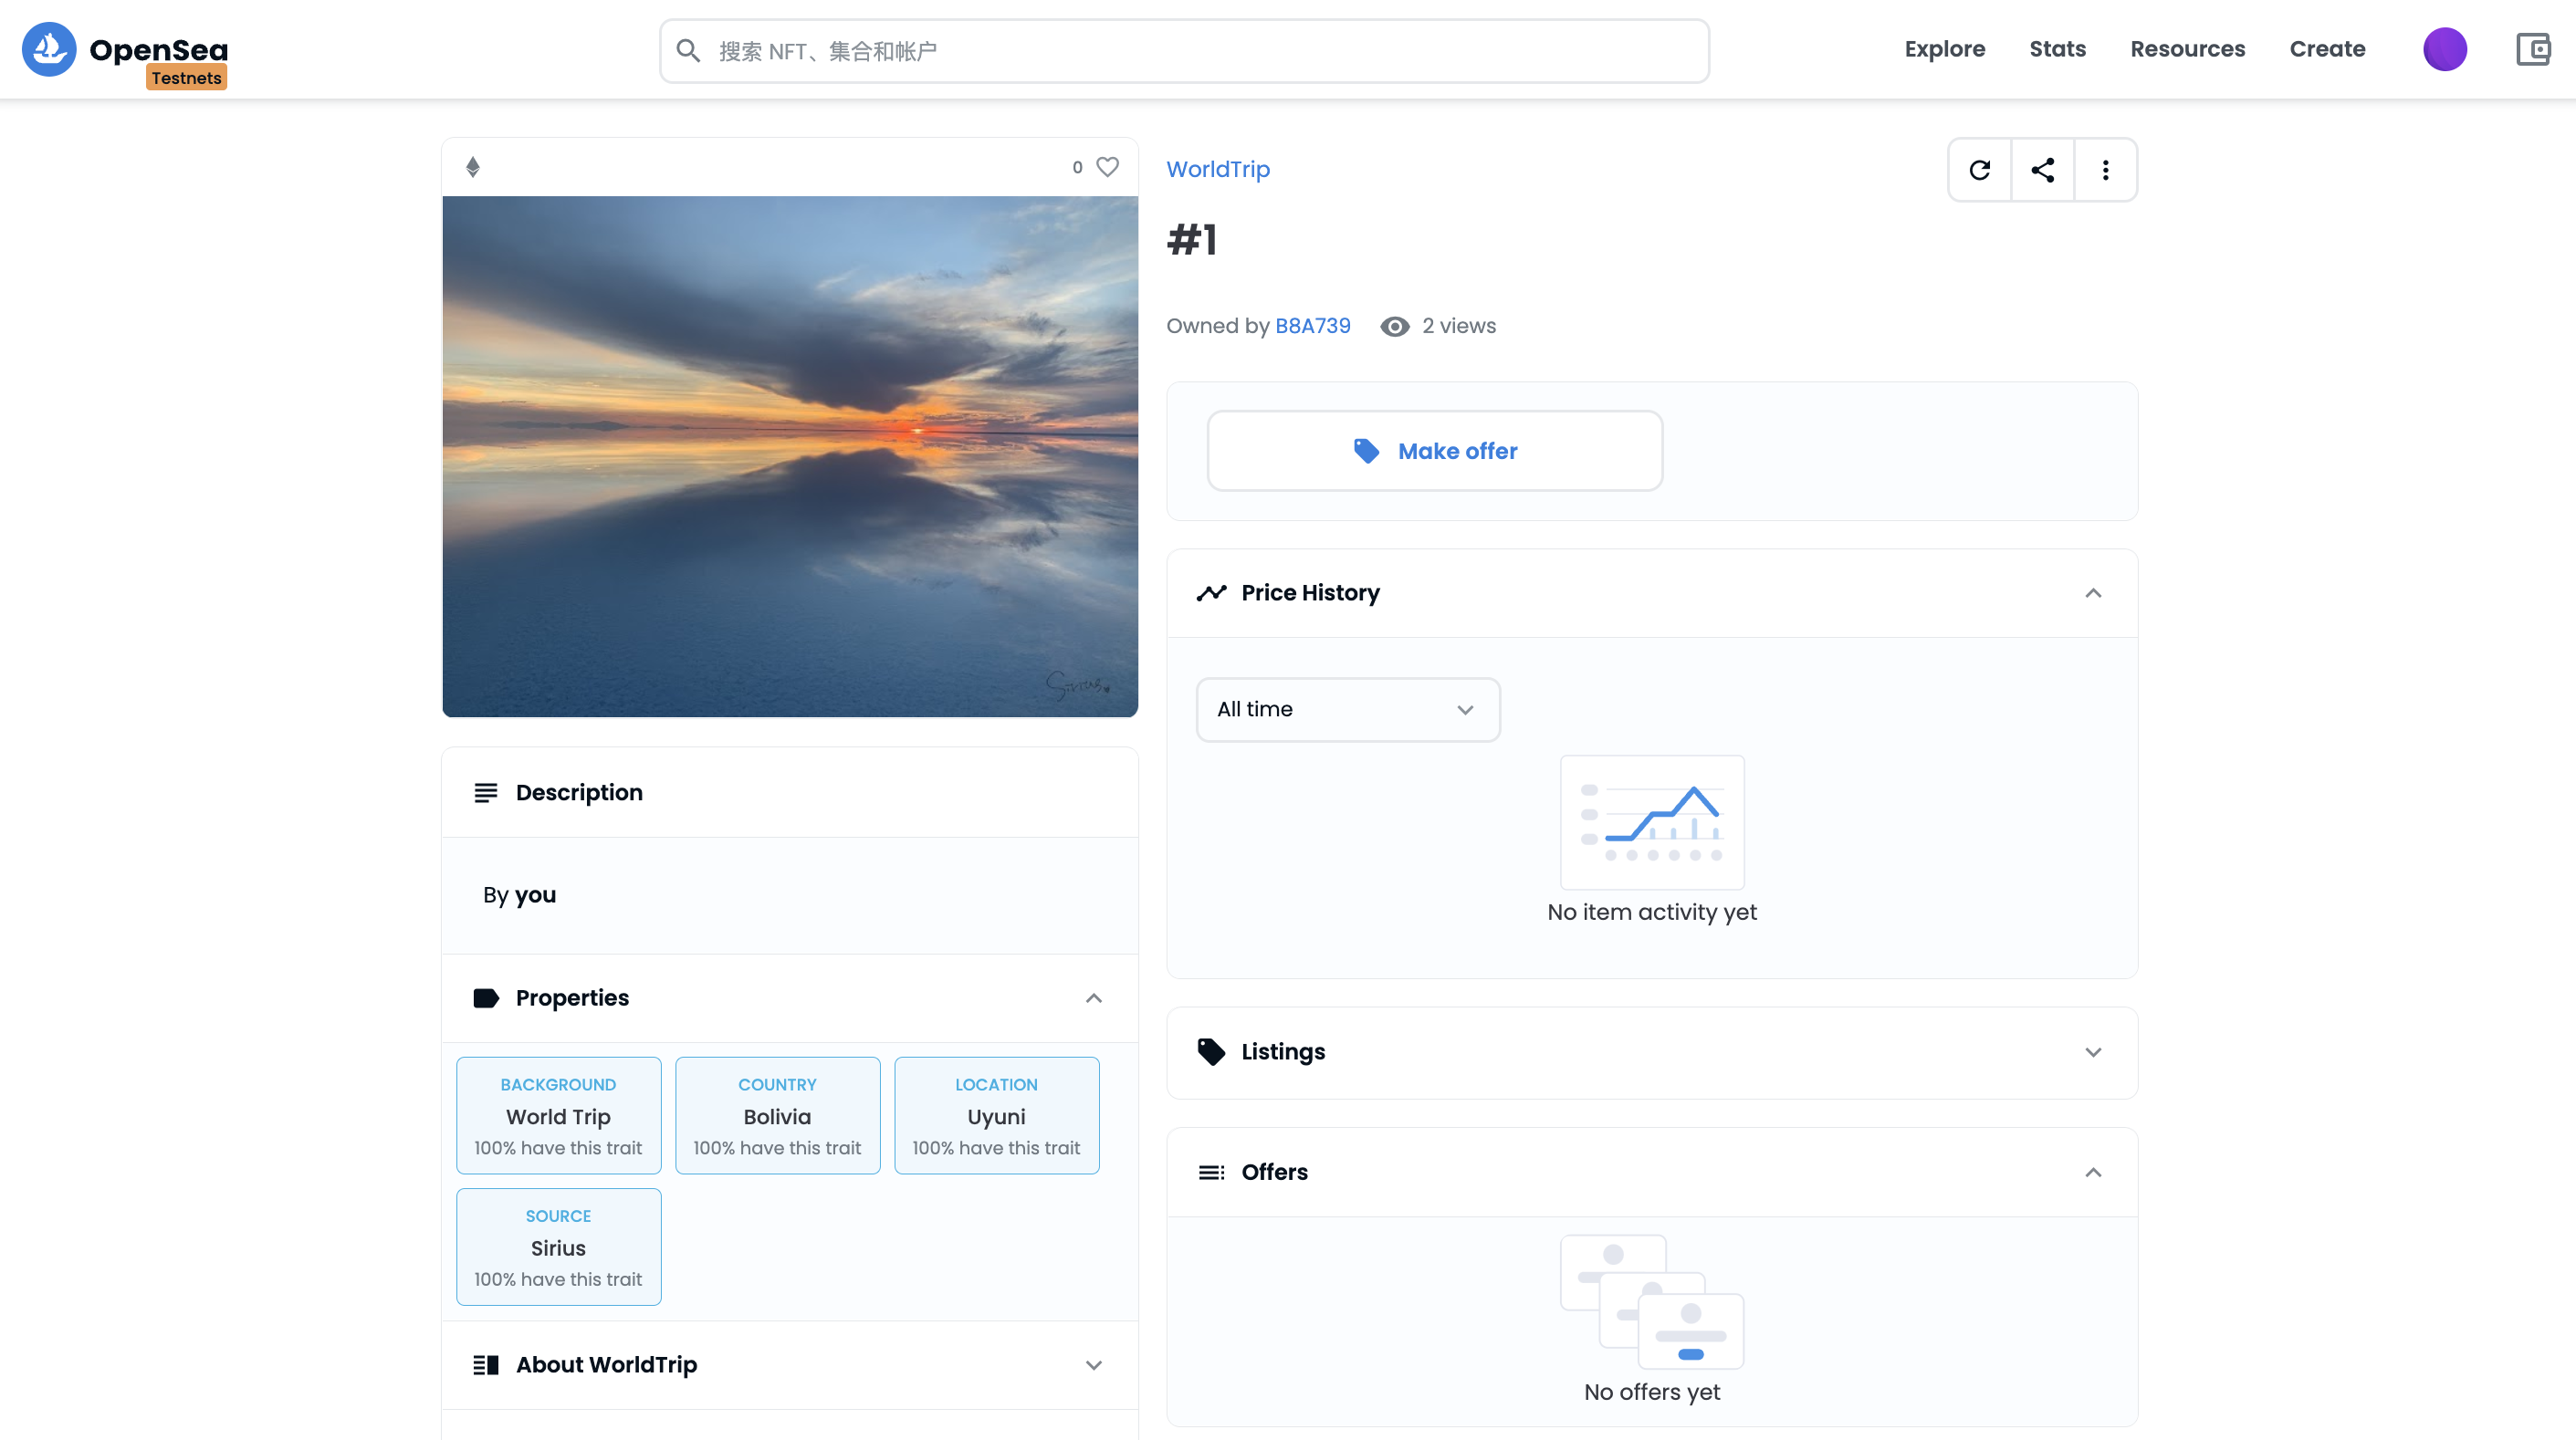 OpenSea
Testnets
搜索 NFT、集合和帐户
Explore
Stats
Resources
Create
0
WorldTrip
#1
Owned by B8A739
2 views
Make offer
Price History
All time
No item activity yet
Listings
Offers
No offers yet
Sirius
Description
By you
Properties
BACKGROUND
World Trip
100% have this trait
COUNTRY
Bolivia
100% have this trait
LOCATION
Uyuni
100% have this trait
SOURCE
Sirius
100% have this trait
About WorldTrip